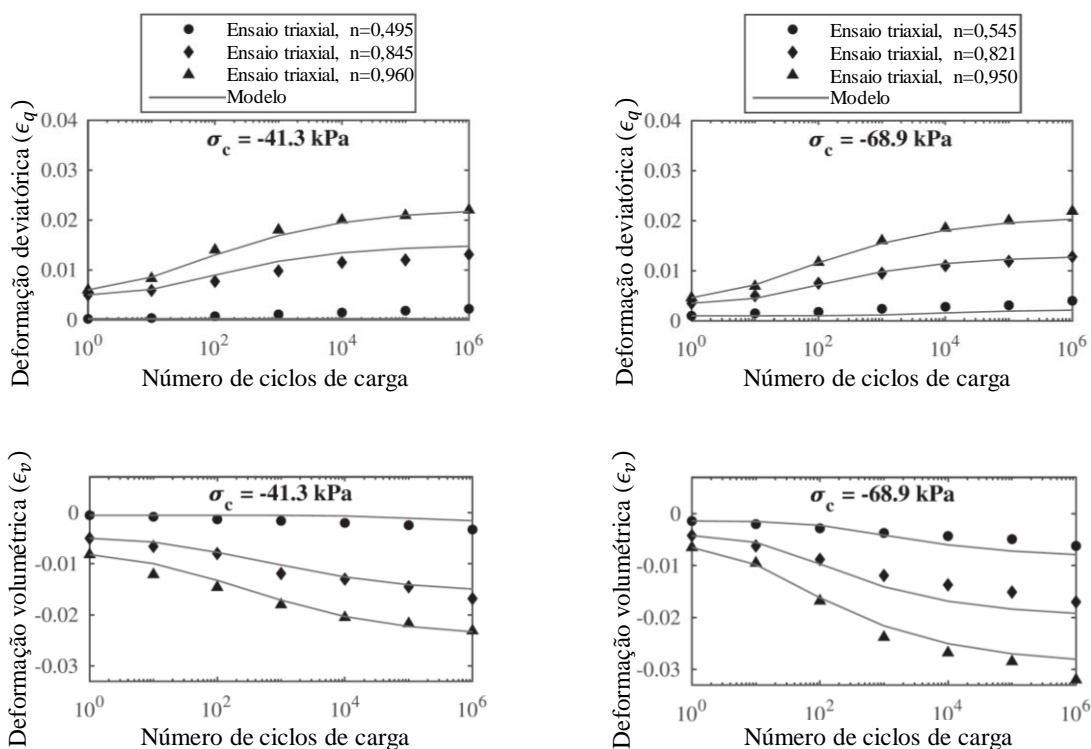 Ensaio triaxial, n=0,495
Ensaio triaxial, n=0,845
Ensaio triaxial, n=0,960
Modelo
Deformação deviatórica (ϵq)
0.04
0.03
0.02
0.01
0
σc = -41.3 kPa
10^0
10^2
10^4
10^6
Número de ciclos de carga
Ensaio triaxial, n=0,545
Ensaio triaxial, n=0,821
Ensaio triaxial, n=0,950
Modelo
Deformação deviatórica (ϵq)
0.04
0.03
0.02
0.01
0
σc = -68.9 kPa
10^0
10^2
10^4
10^6
Número de ciclos de carga
Deformação volumétrica (ϵv)
0
-0.01
-0.02
-0.03
σc = -41.3 kPa
10^0
10^2
10^4
10^6
Número de ciclos de carga
Deformação volumétrica (ϵv)
0
-0.01
-0.02
-0.03
σc = -68.9 kPa
10^0
10^2
10^4
10^6
Número de ciclos de carga